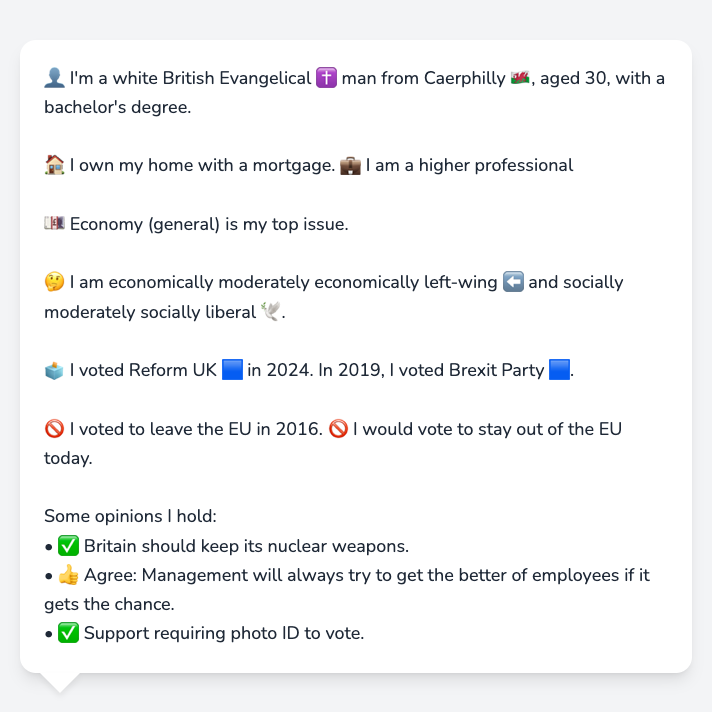 👤 I'm a white British Evangelical ✝️ man from Caerphilly 🏴󠁧󠁢󠁷󠁬󠁳󠁿, aged 30, with a
bachelor's degree.
🏠 I own my home with a mortgage. 💼 I am a higher professional
💷 Economy (general) is my top issue.
🤔 I am economically moderately economically left-wing ⬅️ and socially
moderately socially liberal 🕊️.
🗳️ I voted Reform UK 🟦 in 2024. In 2019, I voted Brexit Party 🟦.
🚫 I voted to leave the EU in 2016. 🚫 I would vote to stay out of the EU
today.
Some opinions I hold:
• ✅ Britain should keep its nuclear weapons.
• 👍 Agree: Management will always try to get the better of employees if it
gets the chance.
• ✅ Support requiring photo ID to vote.